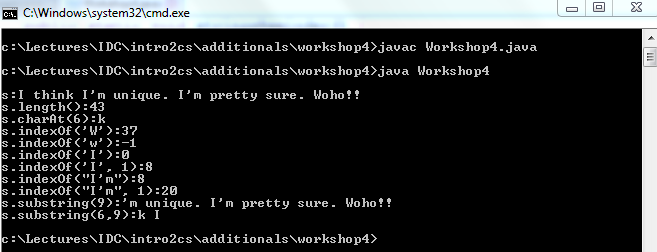 C:\Windows\system32\cmd.exe
c:\Lectures\IDC\intro2cs\additionals\workshop4>javac Workshop4.java
c:\Lectures\IDC\intro2cs\additionals\workshop4>java Workshop4
s:I think I'm unique. I'm pretty sure. Woho!!
s.length():43
s.charAt(6):k
s.indexOf('W'):37
s.indexOf('w'):-1
s.indexOf('I'):0
s.indexOf('I', 1):8
s.indexOf("I'm"):8
s.indexOf("I'm", 1):20
s.substring(9):'m unique. I'm pretty sure. Woho!!
s.substring(6,9):k I
c:\Lectures\IDC\intro2cs\additionals\workshop4>